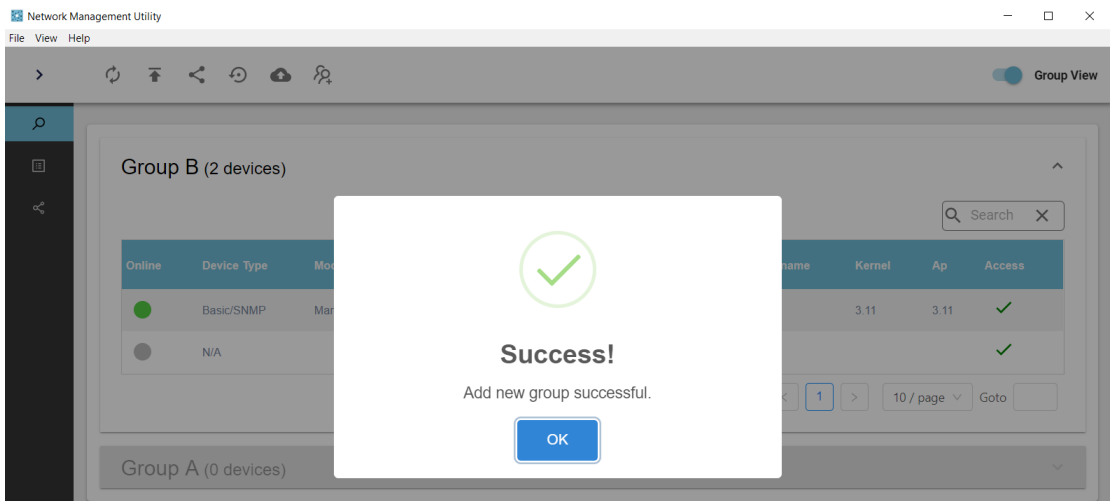 Network Management Utility
File View Help
Group View
Group B (2 devices)
Search
Online Device Type name Kernel Ap Access
Basic/SNMP 3.11 3.11
N/A
Success!
Add new group successful.
OK
1 10 / page Goto
Group A (0 devices)